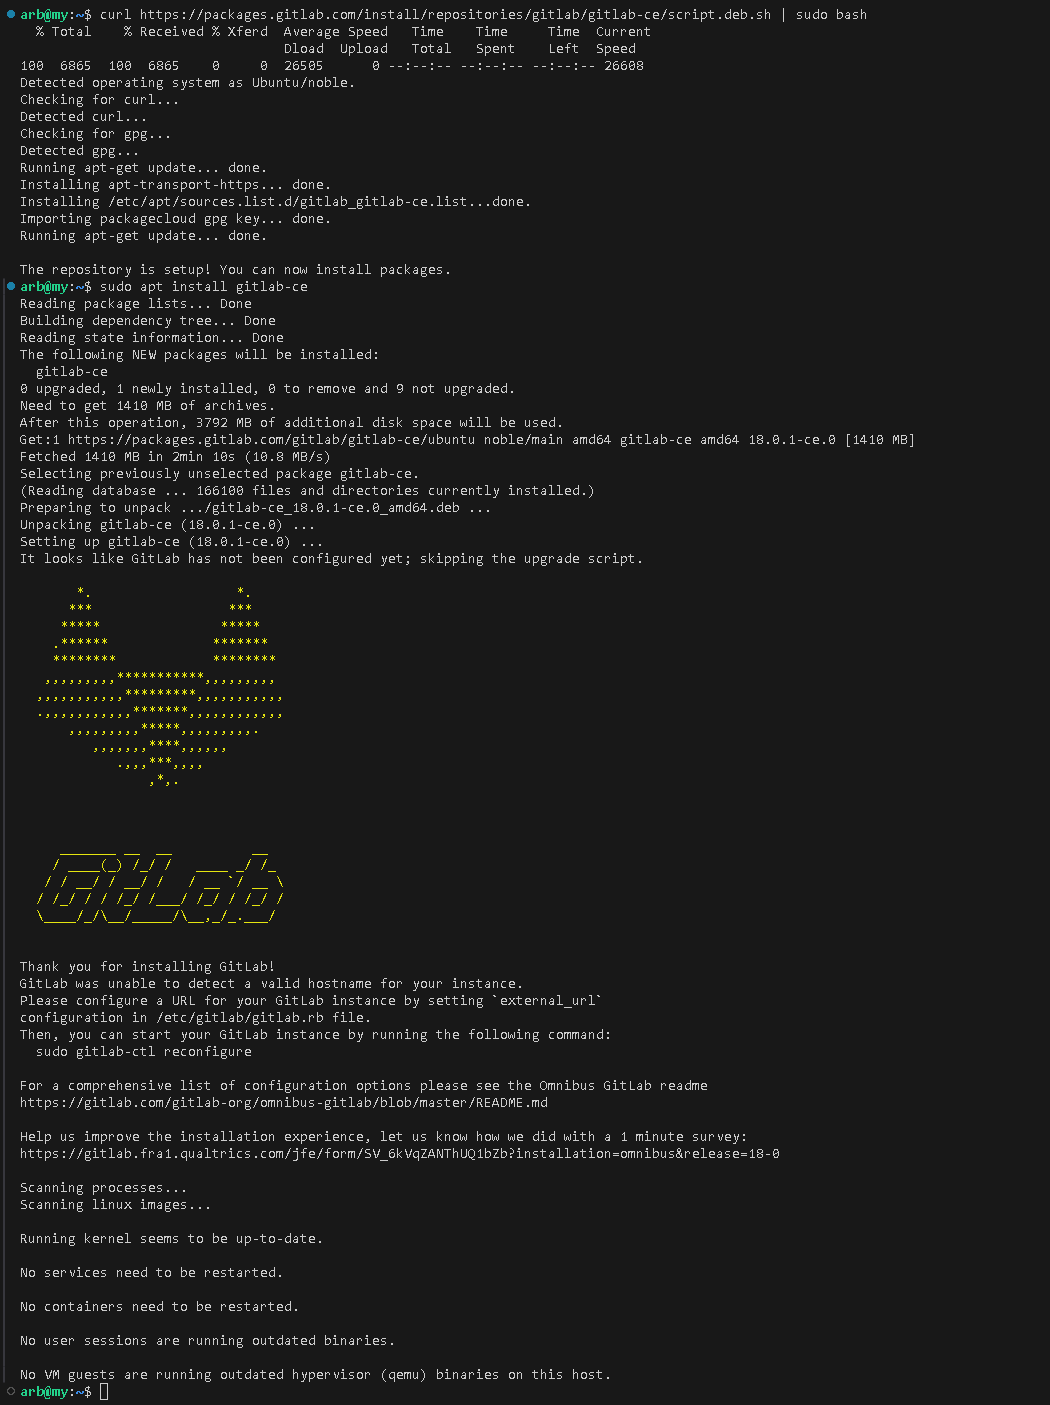 arb@my:~$ curl https://packages.gitlab.com/install/repositories/gitlab/gitlab-ce/script.deb.sh | sudo bash
  % Total    % Received % Xferd  Average Speed   Time    Time     Time  Current
                                 Dload  Upload   Total   Spent    Left  Speed
100  6865  100  6865    0     0  26505      0 --:--:-- --:--:-- --:--:-- 26608
Detected operating system as Ubuntu/noble.
Checking for curl...
Detected curl...
Checking for gpg...
Detected gpg...
Running apt-get update... done.
Installing apt-transport-https... done.
Installing /etc/apt/sources.list.d/gitlab_gitlab-ce.list...done.
Importing packagecloud gpg key... done.
Running apt-get update... done.

The repository is setup! You can now install packages.
arb@my:~$ sudo apt install gitlab-ce
Reading package lists... Done
Building dependency tree... Done
Reading state information... Done
The following NEW packages will be installed:
  gitlab-ce
0 upgraded, 1 newly installed, 0 to remove and 9 not upgraded.
Need to get 1410 MB of archives.
After this operation, 3792 MB of additional disk space will be used.
Get:1 https://packages.gitlab.com/gitlab/gitlab-ce/ubuntu noble/main amd64 gitlab-ce amd64 18.0.1-ce.0 [1410 MB]
Fetched 1410 MB in 2min 10s (10.8 MB/s)
Selecting previously unselected package gitlab-ce.
(Reading database ... 166100 files and directories currently installed.)
Preparing to unpack .../gitlab-ce_18.0.1-ce.0_amd64.deb ...
Unpacking gitlab-ce (18.0.1-ce.0) ...
Setting up gitlab-ce (18.0.1-ce.0) ...
It looks like GitLab has not been configured yet; skipping the upgrade script.

       *.                  *.
      ***                 ***
     *****               *****
    .******             *******
    ********            ********
   ,,,,,,,,,***********,,,,,,,,,
  ,,,,,,,,,,,*********,,,,,,,,,,,
  .,,,,,,,,,,,*******,,,,,,,,,,,,
      ,,,,,,,,,*****,,,,,,,,,.
         ,,,,,,,****,,,,,,
            .,,,***,,,,
                ,*,.

     _______ __  __          __
    / ____(_) /_/ /   ____ _/ /_
   / / __/ / __/ /   / __ `/ __ \
  / /_/ / / /_/ /___/ /_/ / /_/ /
  \____/_/\__/_____/\__,_/_.___/

Thank you for installing GitLab!
GitLab was unable to detect a valid hostname for your instance.
Please configure a URL for your GitLab instance by setting `external_url`
configuration in /etc/gitlab/gitlab.rb file.
Then, you can start your GitLab instance by running the following command:
  sudo gitlab-ctl reconfigure

For a comprehensive list of configuration options please see the Omnibus GitLab readme
https://gitlab.com/gitlab-org/omnibus-gitlab/blob/master/README.md

Help us improve the installation experience, let us know how we did with a 1 minute survey:
https://gitlab.fra1.qualtrics.com/jfe/form/SV_6kVqZANThUQ1bZb?installation=omnibus&release=18-0

Scanning processes...
Scanning linux images...

Running kernel seems to be up-to-date.

No services need to be restarted.

No containers need to be restarted.

No user sessions are running outdated binaries.

No VM guests are running outdated hypervisor (qemu) binaries on this host.
arb@my:~$